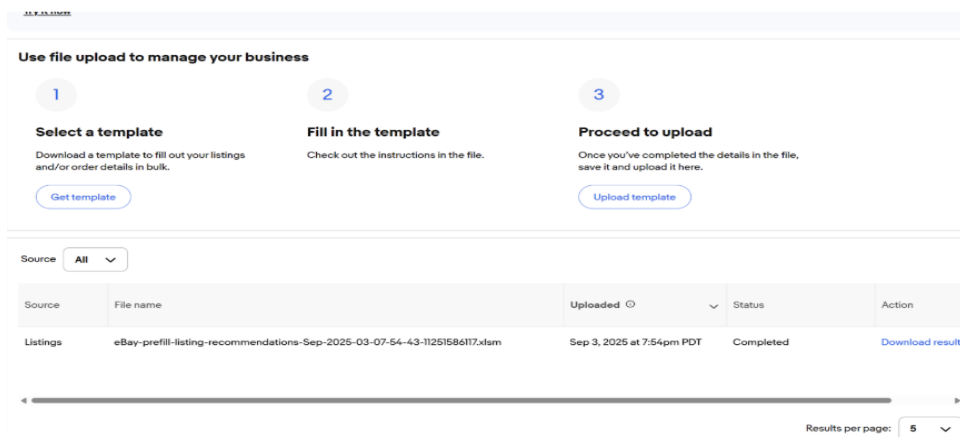 Try it now
Use file upload to manage your business
1
2
3
Select a template
Fill in the template
Proceed to upload
Download a template to fill out your listings
and/or order details in bulk.
Check out the instructions in the file.
Once you've completed the details in the file,
save it and upload it here.
Get template
Upload template
Source All
Source File name Uploaded Status Action
Listings eBay-prefill-listing-recommendations-Sep-2025-03-07-54-43-11251586117.xlsm Sep 3, 2025 at 7:54pm PDT Completed Download result
Results per page: 5